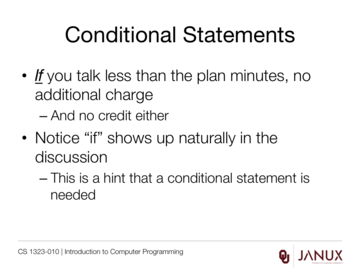 Conditional Statements
• If you talk less than the plan minutes, no
additional charge
– And no credit either
• Notice “if” shows up naturally in the
discussion
– This is a hint that a conditional statement is
needed
CS 1323-010 | Introduction to Computer Programming
OU JANUX